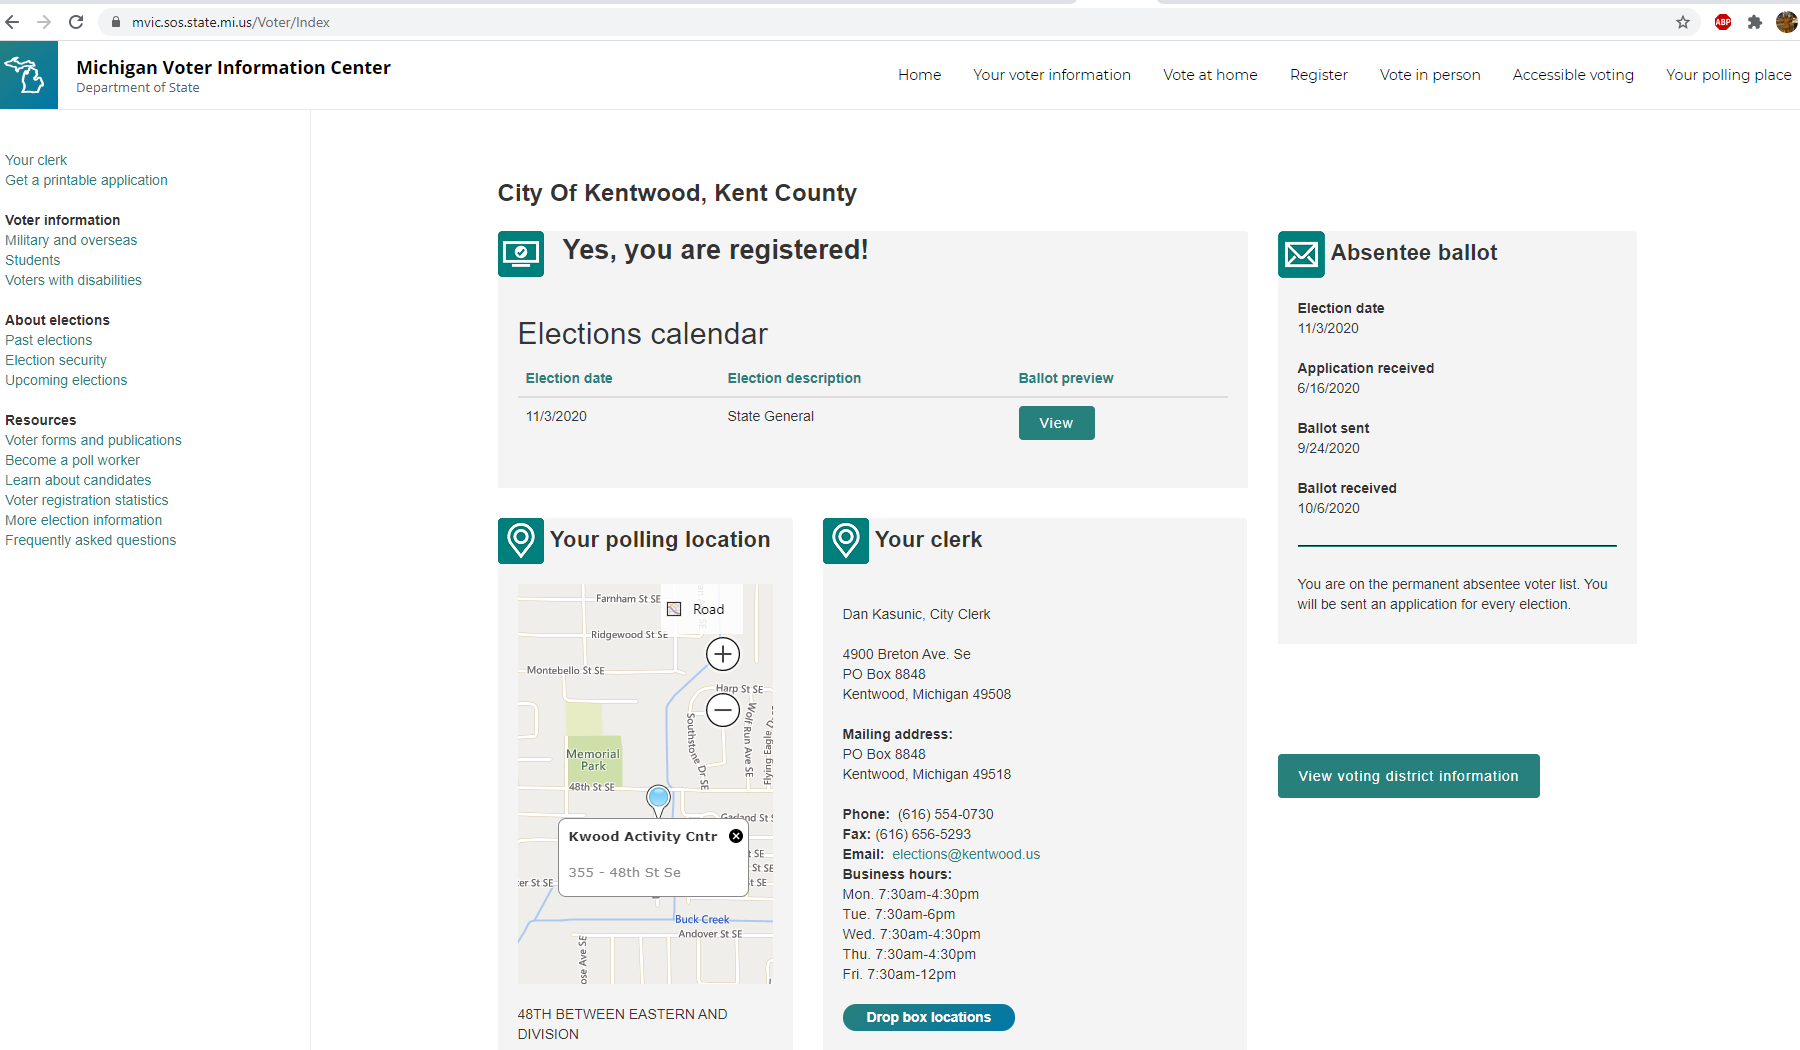 mvic.sos.state.mi.us/Voter/Index
ABP
Michigan Voter Information Center
Department of State
Home
Your voter information
Vote at home
Register
Vote in person
Accessible voting
Your polling place
Your clerk
Get a printable application
Voter information
Military and overseas
Students
Voters with disabilities
About elections
Past elections
Election security
Upcoming elections
Resources
Voter forms and publications
Become a poll worker
Learn about candidates
Voter registration statistics
More election information
Frequently asked questions
City Of Kentwood, Kent County
Yes, you are registered!
Elections calendar
Election date Election description Ballot preview
11/3/2020 State General View
Absentee ballot
Election date
11/3/2020
Application received
6/16/2020
Ballot sent
9/24/2020
Ballot received
10/6/2020
You are on the permanent absentee voter list. You
will be sent an application for every election.
View voting district information
Your polling location
Farnham St SE
Road
Ridgewood St SE
Montebello St SE
Harp St SE
Southstone Dr SE
Wolf Run Ave SE
Flying Eagle
Memorial
Park
48th St SE
Garland St S
Kwood Activity Cntr
355 - 48th St Se
t SE
St SE
t SE
er St SE
Buck Creek
Andover St SE
ose Ave SE
48TH BETWEEN EASTERN AND
DIVISION
Your clerk
Dan Kasunic, City Clerk
4900 Breton Ave. Se
PO Box 8848
Kentwood, Michigan 49508
Mailing address:
PO Box 8848
Kentwood, Michigan 49518
Phone: (616) 554-0730
Fax: (616) 656-5293
Email: elections@kentwood.us
Business hours:
Mon. 7:30am-4:30pm
Tue. 7:30am-6pm
Wed. 7:30am-4:30pm
Thu. 7:30am-4:30pm
Fri. 7:30am-12pm
Drop box locations